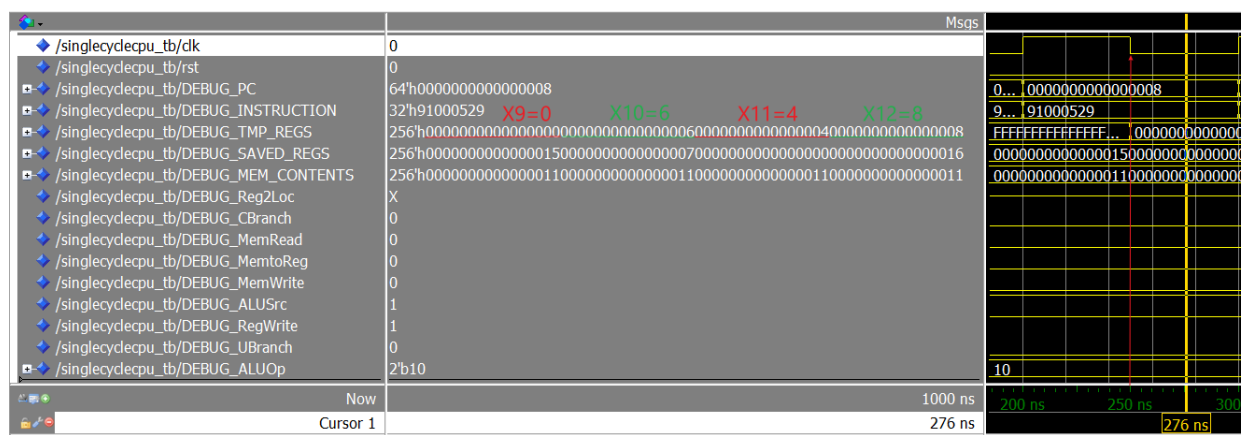 Msgs
/singlecyclecpu_tb/clk 0
/singlecyclecpu_tb/rst 0
/singlecyclecpu_tb/DEBUG_PC 64'h0000000000000008 0... 0000000000000008
/singlecyclecpu_tb/DEBUG_INSTRUCTION 32'h91000529 X9=0 X10=6 X11=4 X12=8 9... 91000529
/singlecyclecpu_tb/DEBUG_TMP_REGS 256'h0000000000000000000000000000000600000000000000040000000000000008
/singlecyclecpu_tb/DEBUG_SAVED_REGS 256'h0000000000000015000000000000000700000000000000000000000000000016
/singlecyclecpu_tb/DEBUG_MEM_CONTENTS 256'h0000000000000011000000000000001100000000000000110000000000000011
/singlecyclecpu_tb/DEBUG_Reg2Loc X
/singlecyclecpu_tb/DEBUG_CBranch 0
/singlecyclecpu_tb/DEBUG_MemRead 0
/singlecyclecpu_tb/DEBUG_MemtoReg 0
/singlecyclecpu_tb/DEBUG_MemWrite 0
/singlecyclecpu_tb/DEBUG_ALUSrc 1
/singlecyclecpu_tb/DEBUG_RegWrite 1
/singlecyclecpu_tb/DEBUG_UBranch 0
/singlecyclecpu_tb/DEBUG_ALUOp 2'b10 10
Now 1000 ns 200 ns 250 ns 300
Cursor 1 276 ns 276 ns